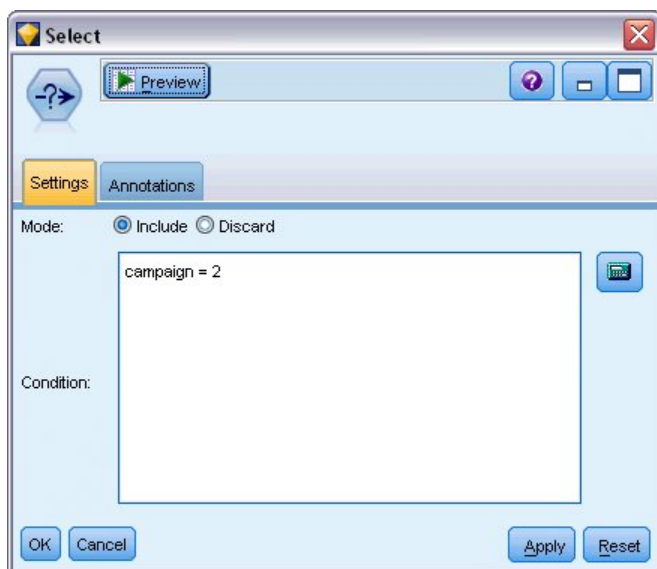 Select
-?➤
Preview
?
Settings Annotations
Mode: Include Discard
campaign = 2
Condition:
OK Cancel Apply Reset